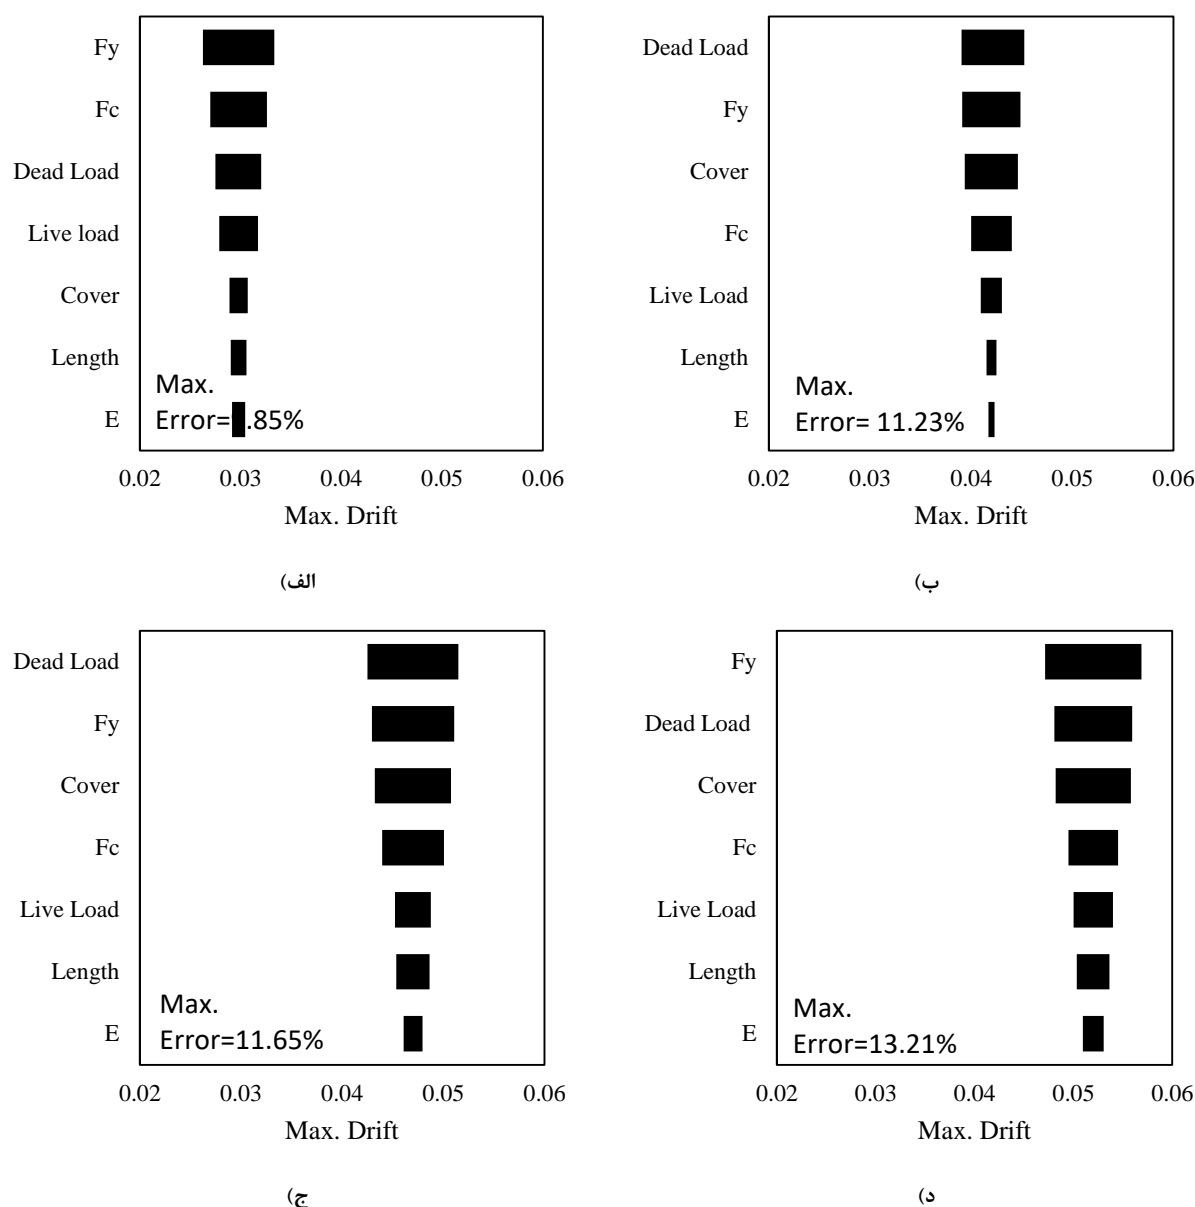 Fy
Fc
Dead Load
Live load
Cover
Length
E
Max.
Error= .85%
0.02 0.03 0.04 0.05 0.06
Max. Drift
الف)
Dead Load
Fy
Cover
Fc
Live Load
Length
E
Max.
Error= 11.23%
0.02 0.03 0.04 0.05 0.06
Max. Drift
ب)
Dead Load
Fy
Cover
Fc
Live Load
Length
E
Max.
Error=11.65%
0.02 0.03 0.04 0.05 0.06
Max. Drift
ج)
Fy
Dead Load
Cover
Fc
Live Load
Length
E
Max.
Error=13.21%
0.02 0.03 0.04 0.05 0.06
Max. Drift
د)